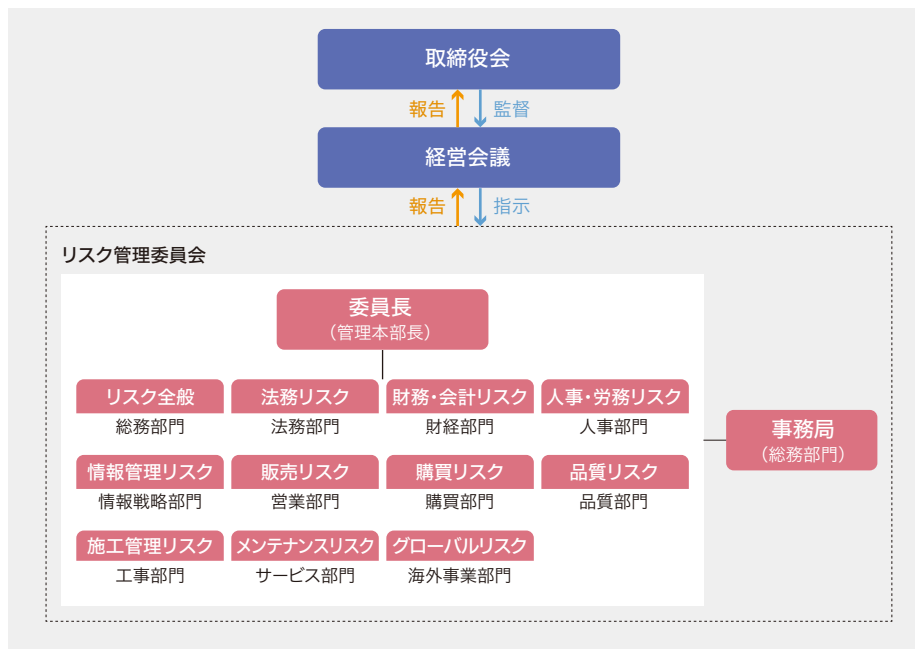 取締役会
報告
監督
経営会議
報告
指示
リスク管理委員会
委員長
（管理本部長）
リスク全般
総務部門
法務リスク
法務部門
財務・会計リスク
財経部門
人事・労務リスク
人事部門
情報管理リスク
情報戦略部門
販売リスク
営業部門
購買リスク
購買部門
品質リスク
品質部門
施工管理リスク
工事部門
メンテナンスリスク
サービス部門
グローバルリスク
海外事業部門
事務局
（総務部門）